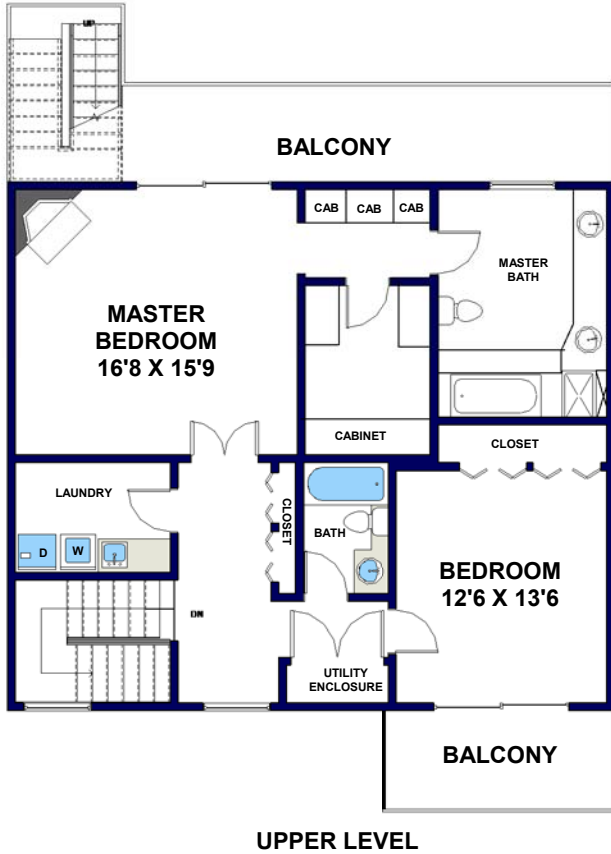 BALCONY
CAB
CAB
CAB
MASTER
BATH
MASTER
BEDROOM
16'8 X 15'9
CABINET
CLOSET
LAUNDRY
CLOSET
BATH
D
W
BEDROOM
12'6 X 13'6
DN
UTILITY
ENCLOSURE
BALCONY
UPPER LEVEL